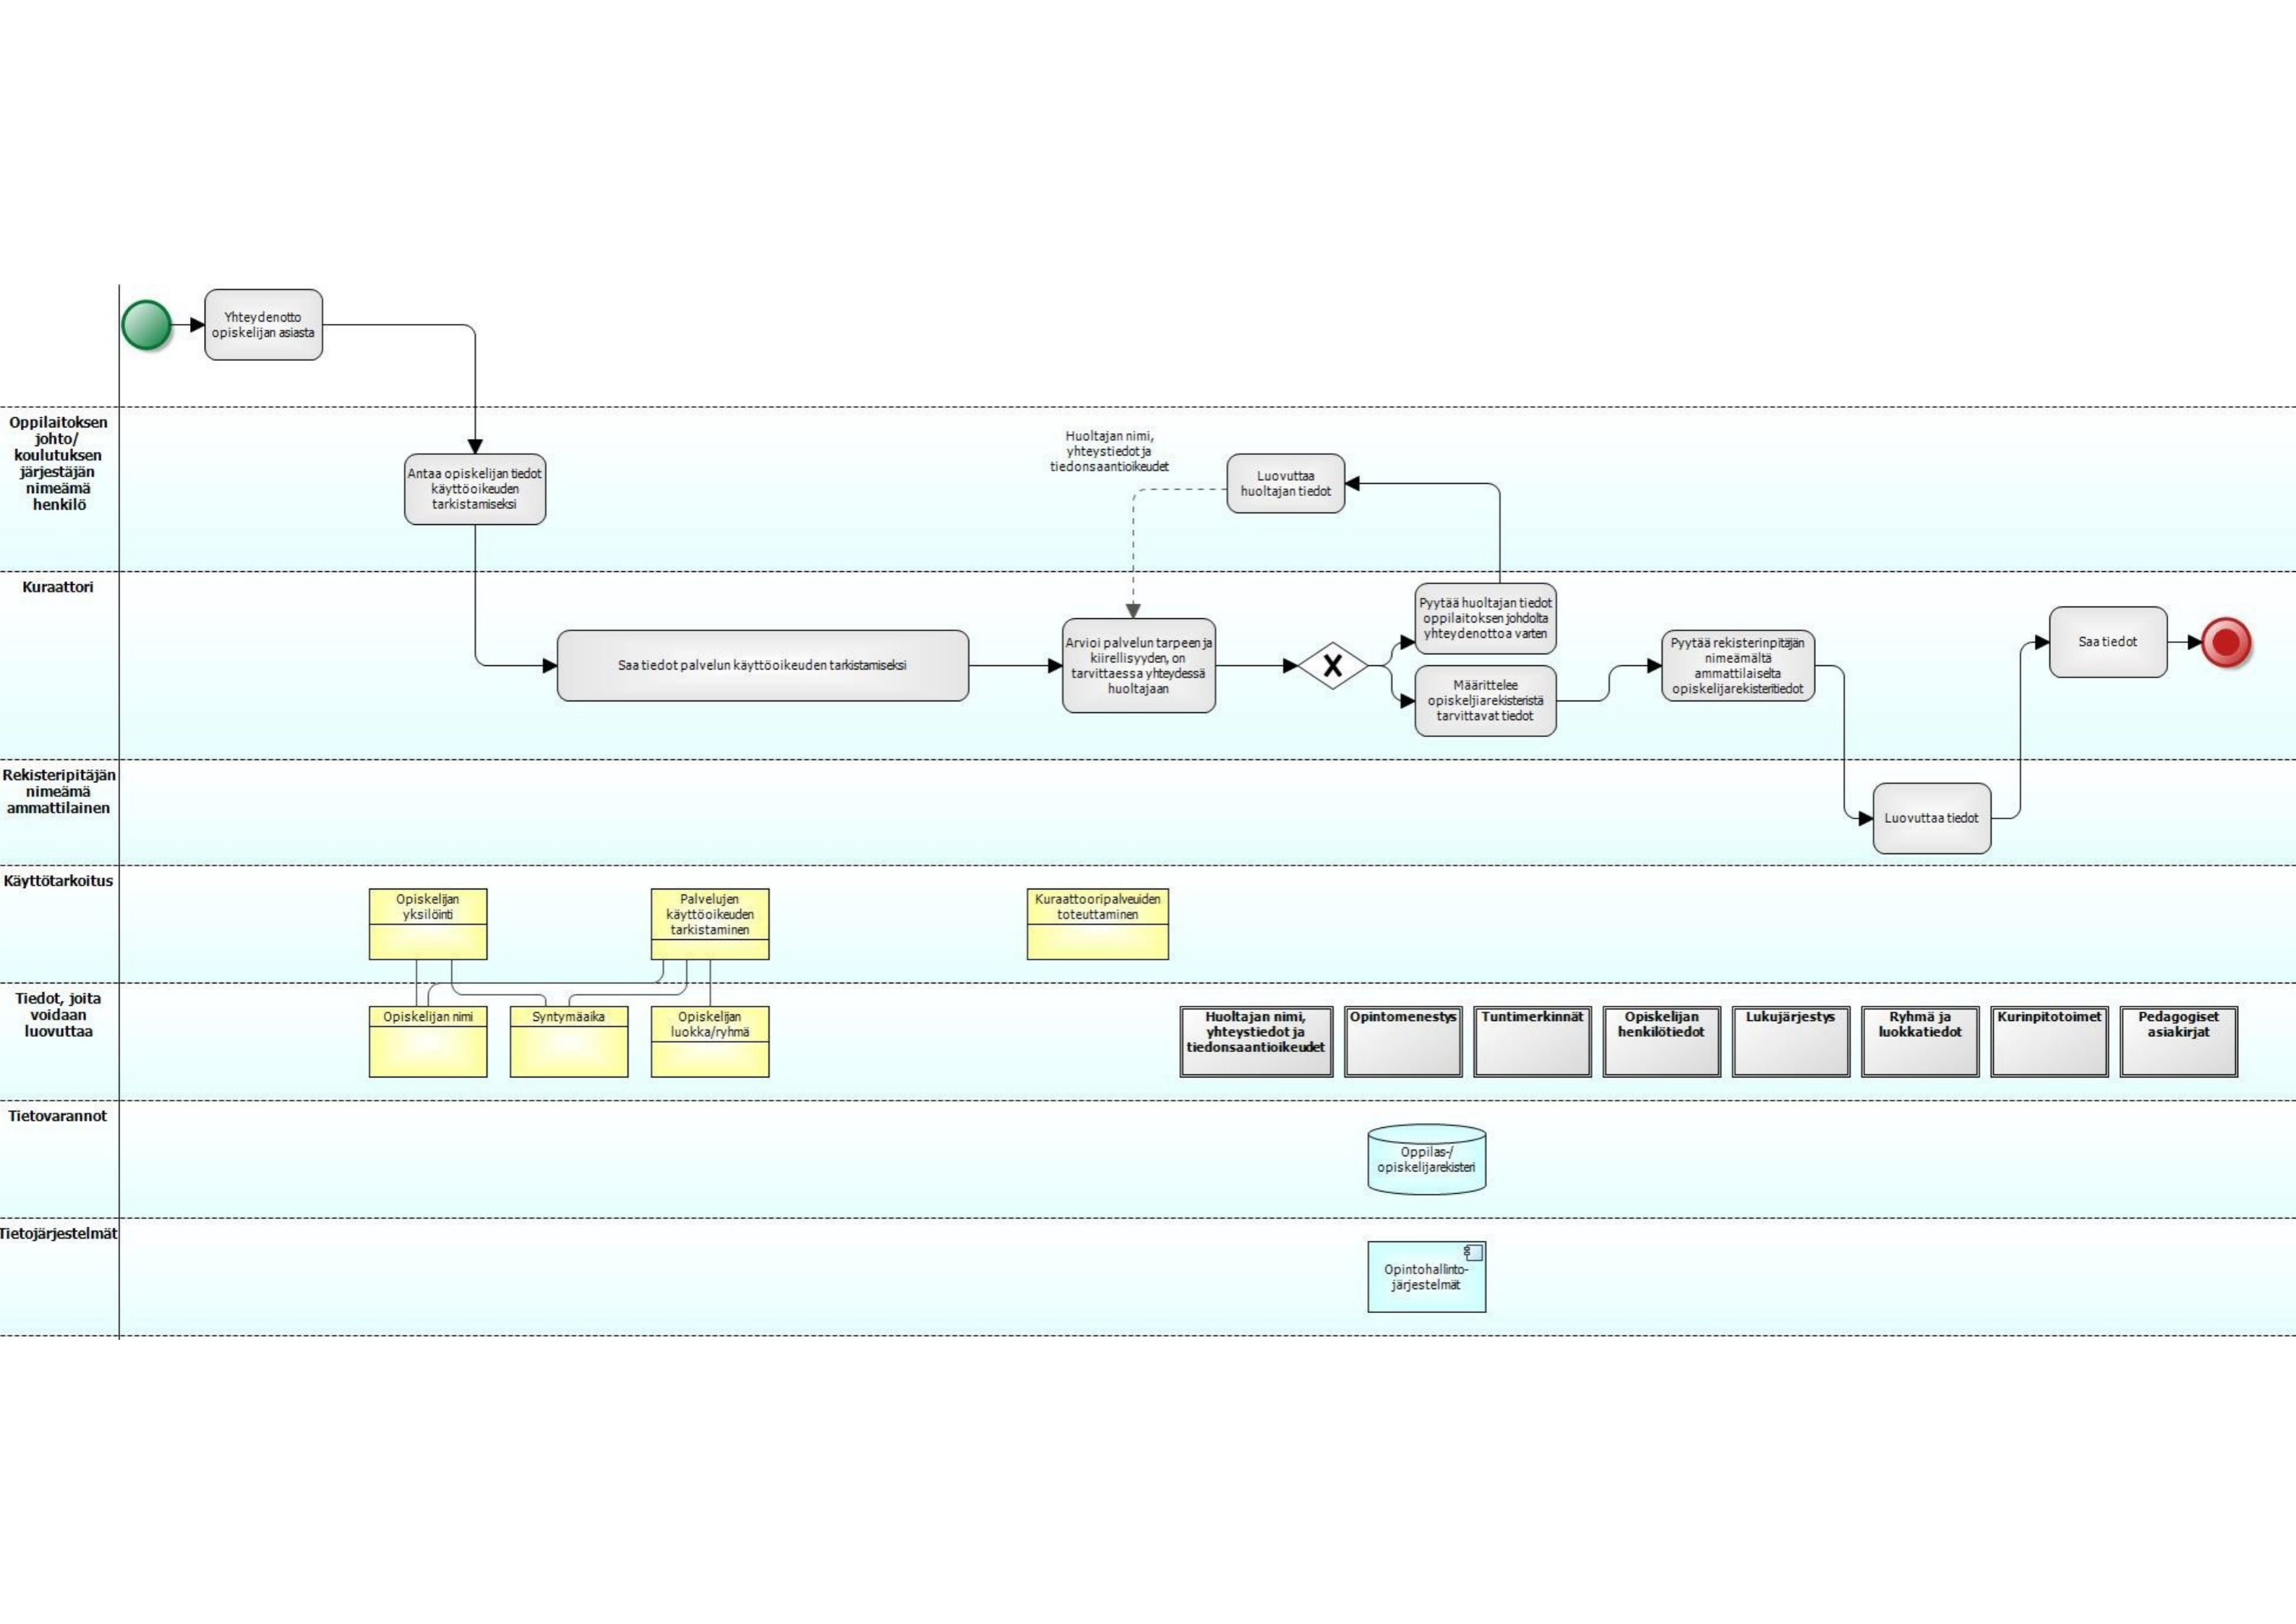 Yhteydenotto
opiskelijan asiasta
Oppilaitoksen
johto/
koulutuksen
järjestäjän
nimeämä
henkilö
Antaa opiskelijan tiedot
käyttöoikeuden
tarkistamiseksi
Huoltajan nimi,
yhteystiedot ja
tiedonsaantioikeudet
Luovuttaa
huoltajan tiedot
Kuraattori
Saa tiedot palvelun käyttöoikeuden tarkistamiseksi
Arvioi palvelun tarpeen ja
kiirellisyyden, on
tarvittaessa yhteydessä
huoltajaan
X
Pyytää huoltajan tiedot
oppilaitoksen johdolta
yhteydenottoa varten
Määrittelee
opiskeljiarekisteristä
tarvittavat tiedot
Pyytää rekisterinpitäjän
nimeämältä
ammattilaiselta
opiskelijarekisteritiedot
Saa tiedot
Rekisteripitäjän
nimeämä
ammattilainen
Luovuttaa tiedot
Käyttötarkoitus
Opiskelijan
yksilöinti
Palvelujen
käyttöoikeuden
tarkistaminen
Kuraattooripalveuiden
toteuttaminen
Tiedot, joita
voidaan
luovuttaa
Opiskelijan nimi
Syntymäaika
Opiskelijan
luokka/ryhmä
Huoltajan nimi,
yhteystiedot ja
tiedonsaantioikeudet
Opintomenestys
Tuntimerkinnät
Opiskelijan
henkilötiedot
Lukujärjestys
Ryhmä ja
luokkatiedot
Kurinpitotoimet
Pedagogiset
asiakirjat
Tietovarannot
Oppilas-/
opiskelijarekisteri
Tietojärjestelmät
Opintohallinto-
järjestelmät